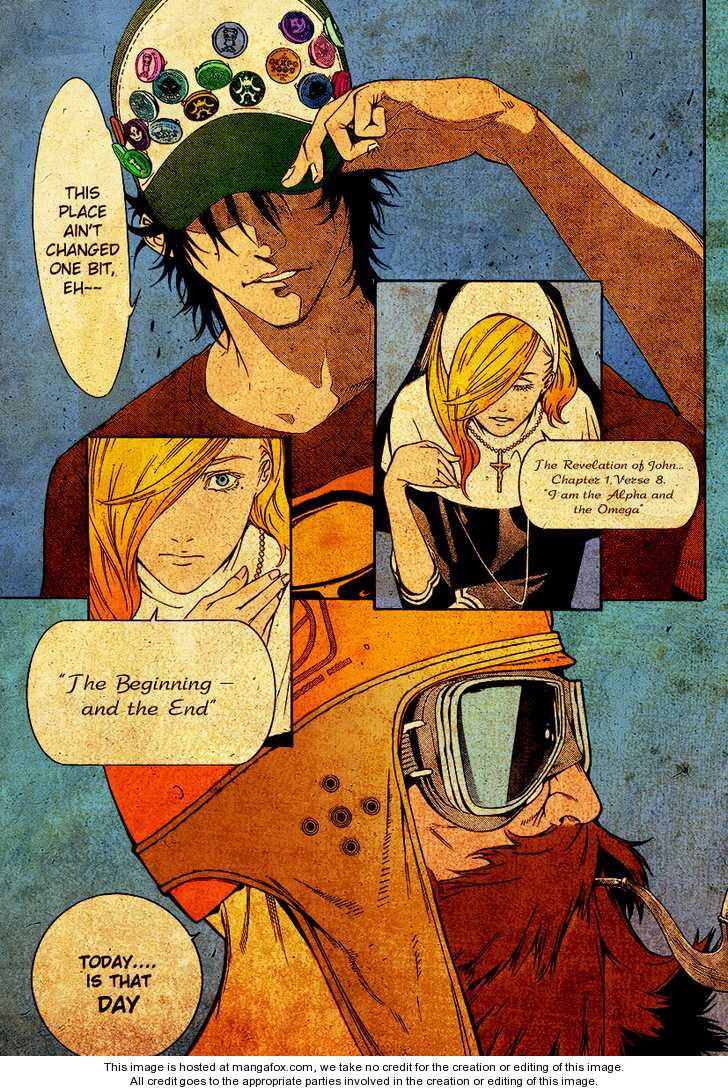 THIS
PLACE
AIN'T
CHANGED
ONE BIT,
EH~~
The Revelation of John...
Chapter 1, Verse 8.
"I am the Alpha and
the Omega"
"The Beginning –
and the End"
TODAY....
IS THAT
DAY
This image is hosted at mangafox.com, we take no credit for the creation or editing of this image.
All credit goes to the appropriate parties involved in the creation or editing of this image.